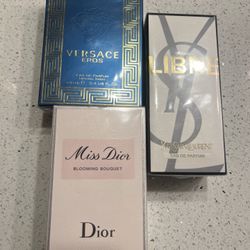 VERSACE
EROS
EAU DE PARFUM
LIBRE
YSL
YVES SAINT LAURENT
EAU DE PARFUM
Miss Dior
BLOOMING BOUQUET
Dior